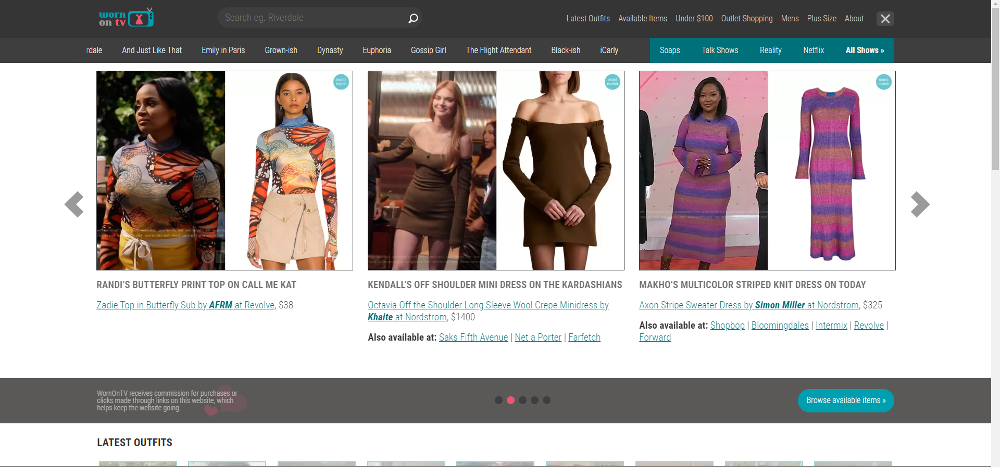 worn
on tv
Search eg. Riverdale
Latest Outfits Available Items Under $100 Outlet Shopping Mens Plus Size About
rdale And Just Like That Emily in Paris Grown-ish Dynasty Euphoria Gossip Girl The Flight Attendant Black-ish iCarly Soaps Talk Shows Reality Netflix All Shows »
exact
match
exact
match
exact
match
wornontv.net wornontv.net wornontv.net
RANDI'S BUTTERFLY PRINT TOP ON CALL ME KAT
Zadie Top in Butterfly Sub by AFRM at Revolve, $38
KENDALL'S OFF SHOULDER MINI DRESS ON THE KARDASHIANS
Octavia Off the Shoulder Long Sleeve Wool Crepe Minidress by
Khaite at Nordstrom, $1400
Also available at: Saks Fifth Avenue | Net a Porter | Farfetch
MAKHO'S MULTICOLOR STRIPED KNIT DRESS ON TODAY
Axon Stripe Sweater Dress by Simon Miller at Nordstrom, $325
Also available at: Shopbop | Bloomingdales | Intermix | Revolve |
Forward
WornOnTV receives commission for purchases or
clicks made through links on this website, which
helps keep the website going.
Browse available items »
LATEST OUTFITS